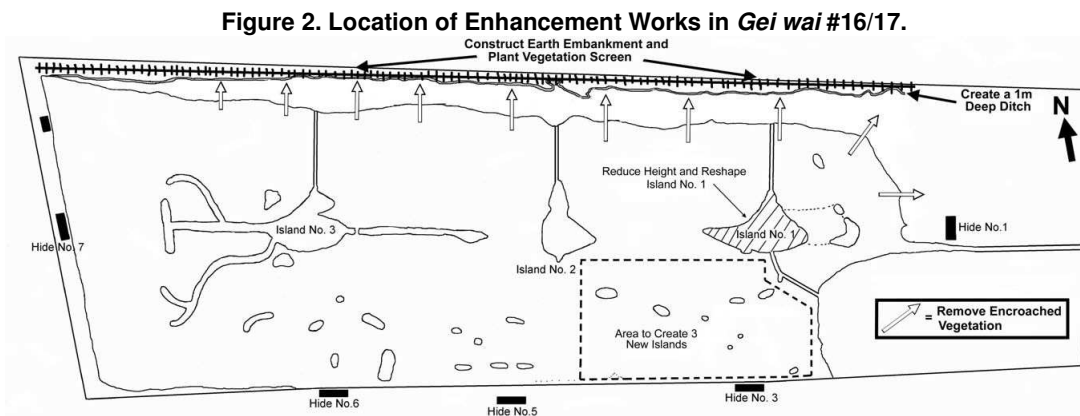 Figure 2. Location of Enhancement Works in Gei wai #16/17.
Construct Earth Embankment and
Plant Vegetation Screen
Create a 1m
Deep Ditch
N
Reduce Height and Reshape
Island No. 1
Island No. 3
Island No. 1
Hide No.1
Hide No. 7
Island No. 2
= Remove Encroached
Vegetation
Area to Create 3
New Islands
Hide No.6
Hide No.5
Hide No. 3